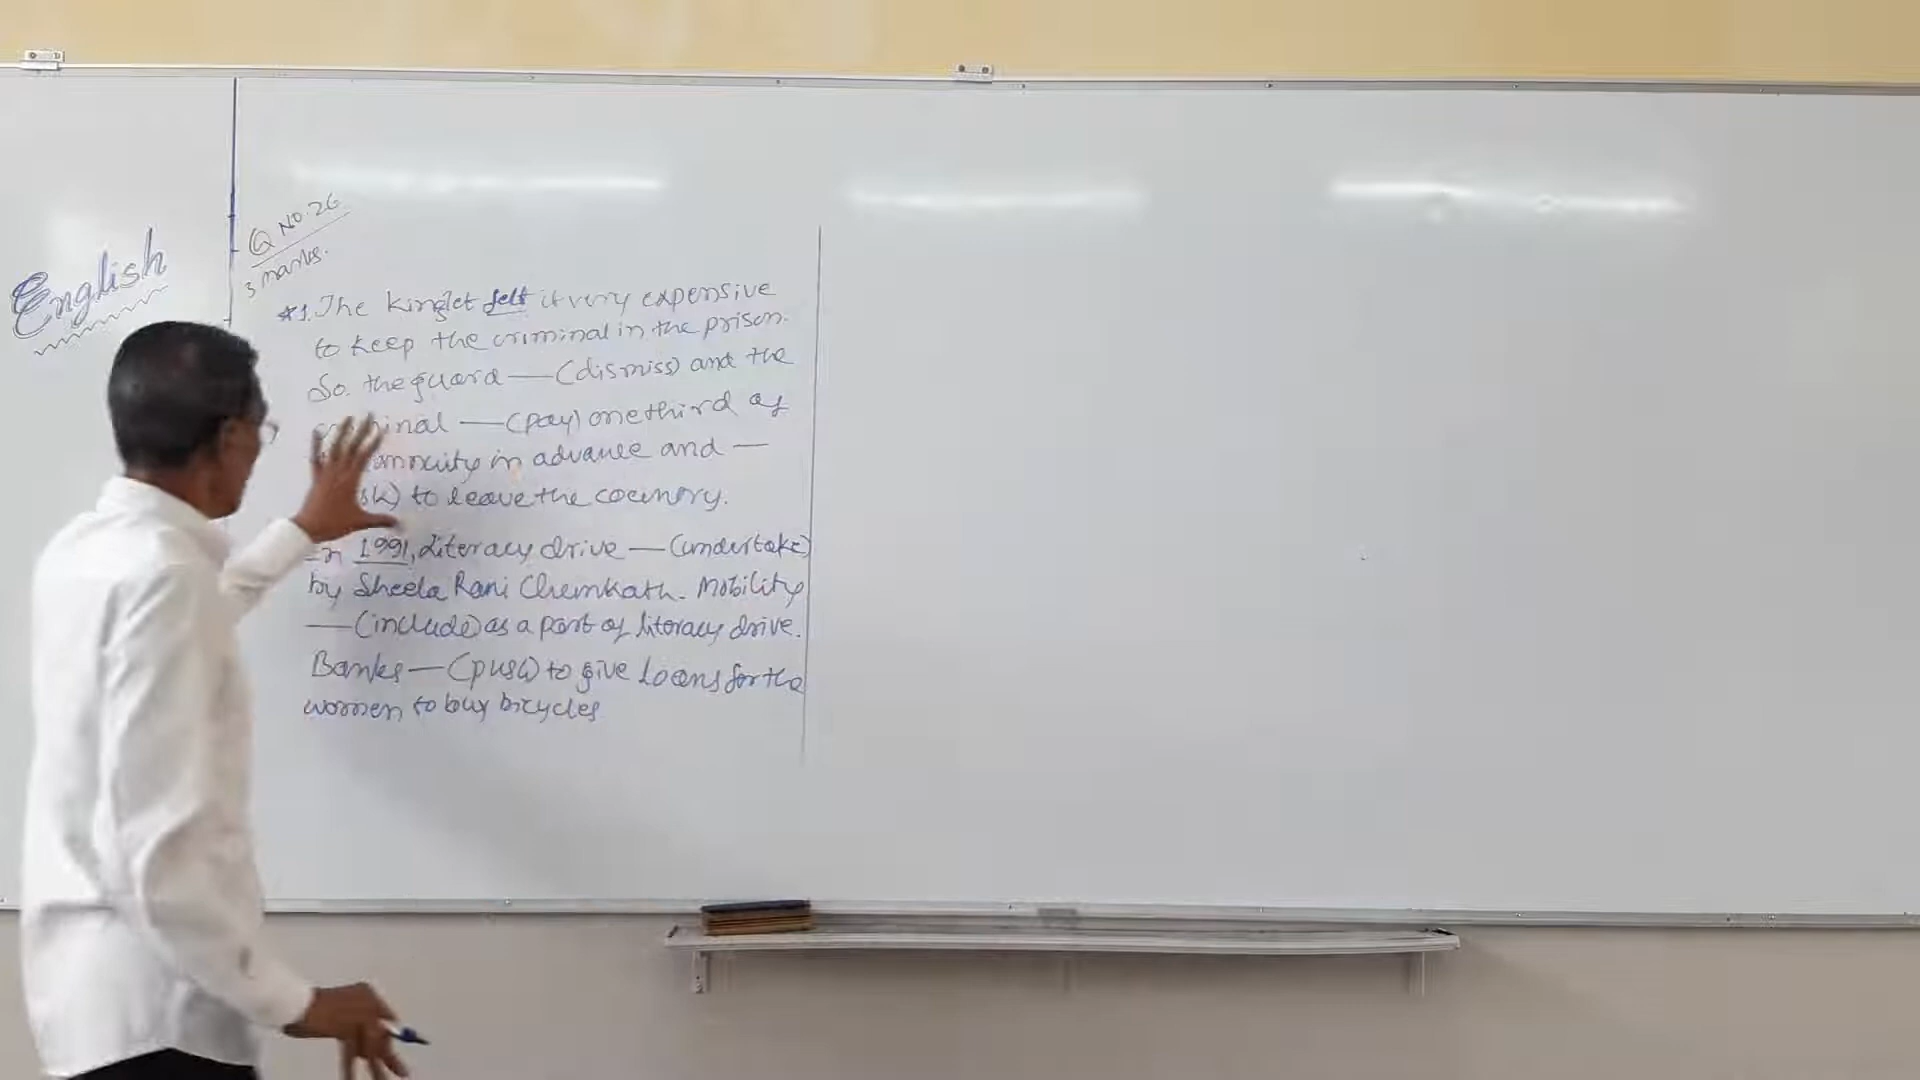 English
Q NO. 26
3 marks.
*1. The kinglet felt it very expensive
to keep the criminal in the prison.
So. the guard — (dismiss) and the
criminal — (pay) one third of
annuity in advance and —
to leave the country.
In 1991, Literacy drive — (undertake)
by Sheela Rani Chunkath. Mobility
— (include) as a part of literacy drive.
Banks — (push) to give loans for the
women to buy bicycles